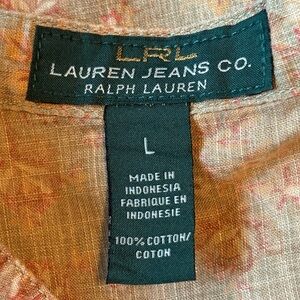 LRL
LAUREN JEANS CO.
RALPH LAUREN
L
MADE IN
INDONESIA
FABRIQUE EN
INDONESIE
100% COTTON/
COTON